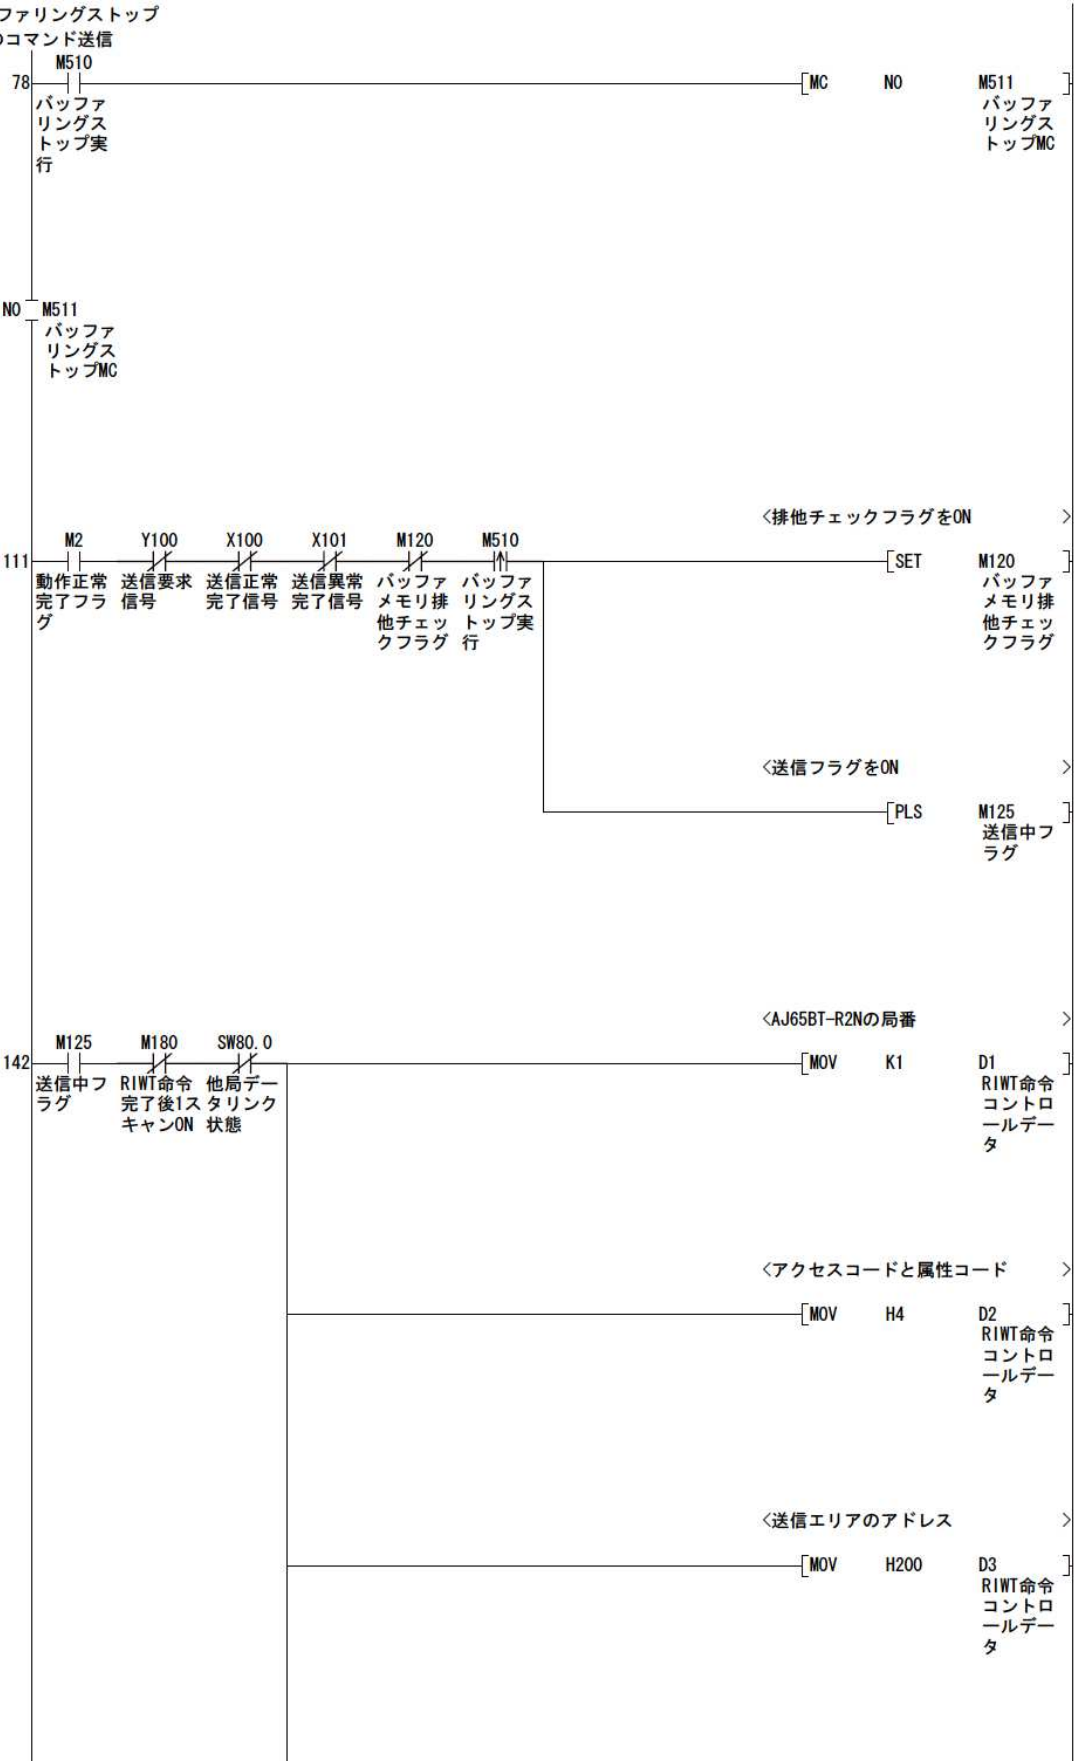 ファリングストップ
のコマンド送信
M510
78
[MC N0 M511 ]
バッファ
リングス
トップ実
行
バッファ
リングス
トップMC
N0 M511
バッファ
リングス
トップMC
<排他チェックフラグをON >
M2 Y100 X100 X101 M120 M510
111
[SET M120 ]
動作正常
完了フラ
グ
送信要求
信号
送信正常
完了信号
送信異常
完了信号
バッファ
メモリ排
他チェッ
クフラグ
バッファ
リングス
トップ実
行
バッファ
メモリ排
他チェッ
クフラグ
<送信フラグをON >
[PLS M125 ]
送信中フ
ラグ
<AJ65BT-R2Nの局番 >
M125 M180 SW80.0
142
[MOV K1 D1 ]
送信中フ
ラグ
RIWT命令
完了後1ス
キャンON
他局デー
タリンク
状態
RIWT命令
コントロ
ールデー
タ
<アクセスコードと属性コード >
[MOV H4 D2 ]
RIWT命令
コントロ
ールデー
タ
<送信エリアのアドレス >
[MOV H200 D3 ]
RIWT命令
コントロ
ールデー
タ